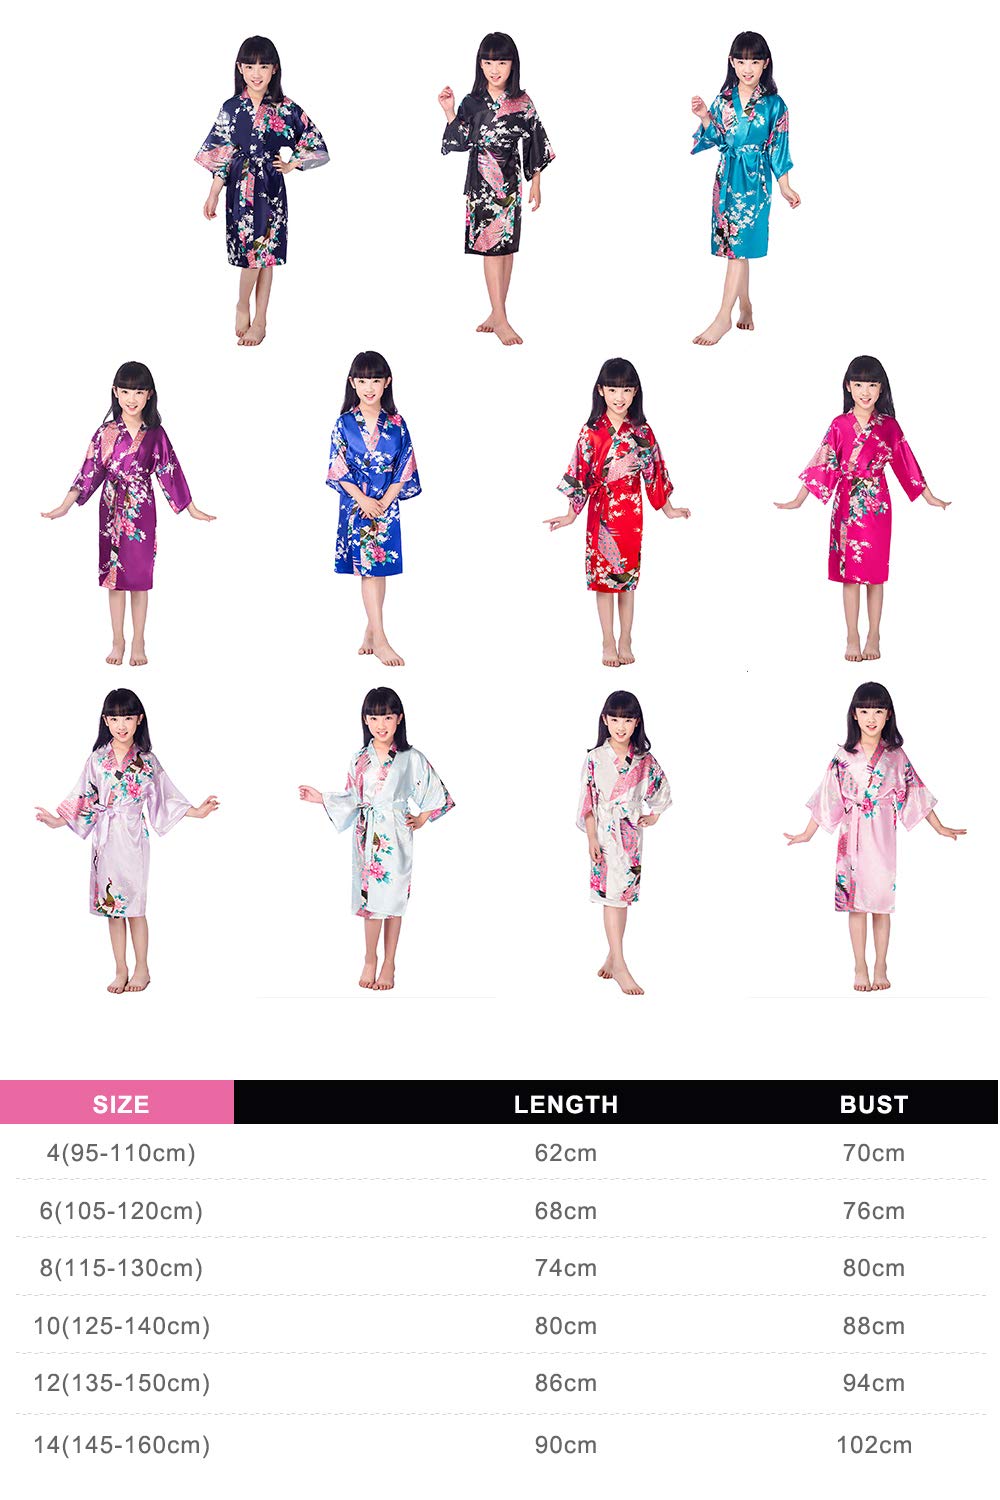 SIZE LENGTH BUST
4(95-110cm) 62cm 70cm
6(105-120cm) 68cm 76cm
8(115-130cm) 74cm 80cm
10(125-140cm) 80cm 88cm
12(135-150cm) 86cm 94cm
14(145-160cm) 90cm 102cm